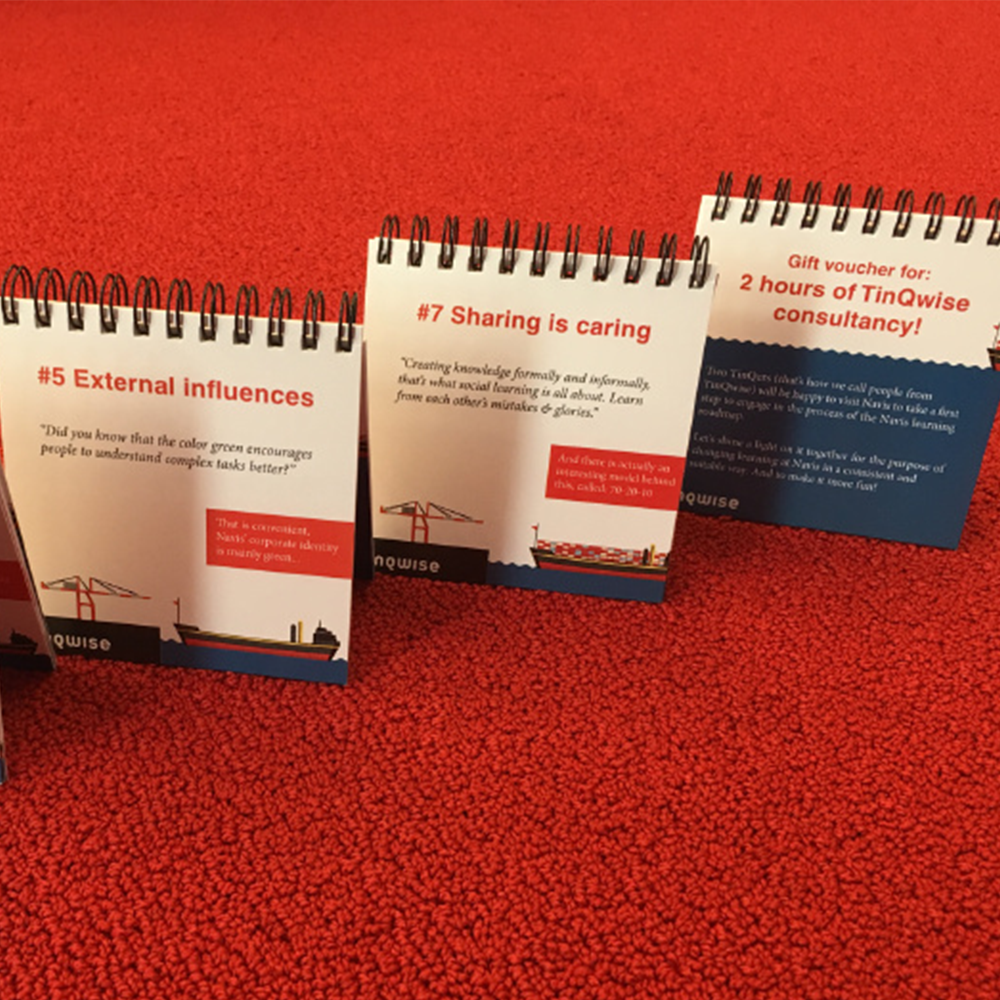 #5 External influences
"Did you know that the color green encourages
people to understand complex tasks better?"
That is convenient,
Navis' corporate identity
is mainly green...
QWISE
#7 Sharing is caring
"Creating knowledge formally and informally,
that's what social learning is all about. Learn
from each other's mistakes & glories."
And there is actually an
interesting model behind
this, called: 70-20-10
nQWISE
Gift voucher for:
2 hours of TinQwise
consultancy!
Two TinQers (that's how we call people from
TinQwise) will be happy to visit Navis to take a first
step to engage in the process of the Navis learning
roadmap.
Let's shine a light on it together for the purpose of
changing learning at Navis in a consistent and
suitable way. And to make it more fun!
nQWISE